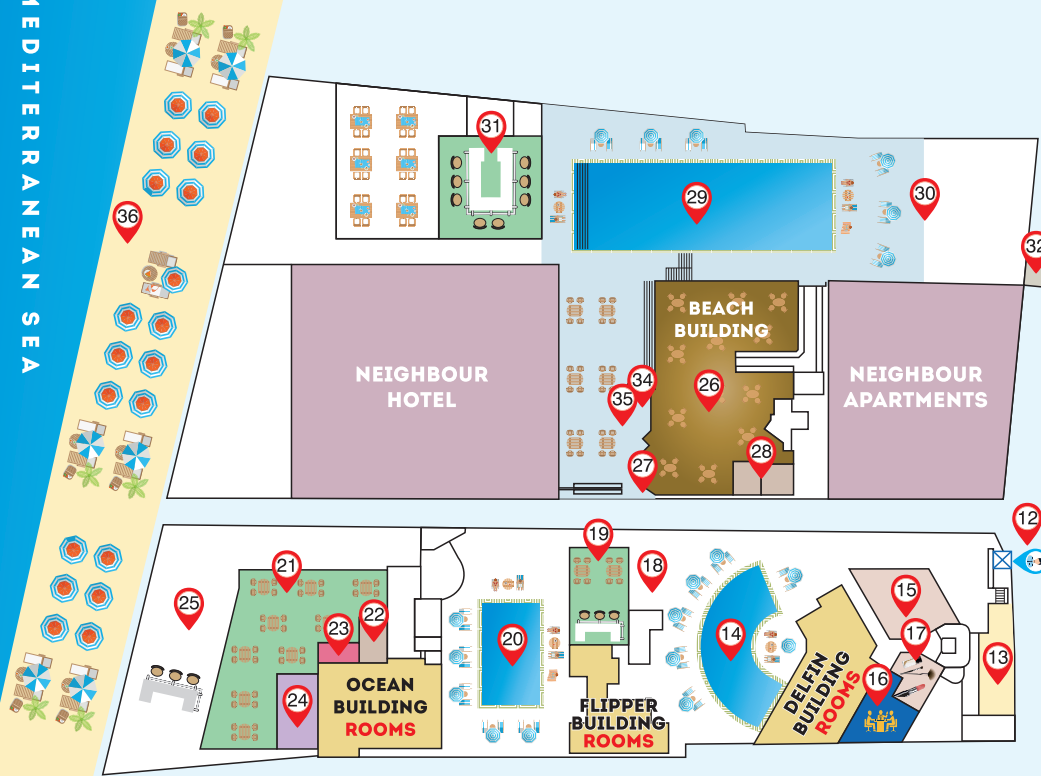 MEDITERRANEAN SEA
31
36
29
30
32
BEACH
BUILDING
NEIGHBOUR
HOTEL
34
35
26
NEIGHBOUR
APARTMENTS
27
28
12
19
18
21
25
22
23
20
14
15
17
13
16
24
OCEAN
BUILDING
ROOMS
FLIPPER
BUILDING
ROOMS
DELFIN
BUILDING
ROOMS